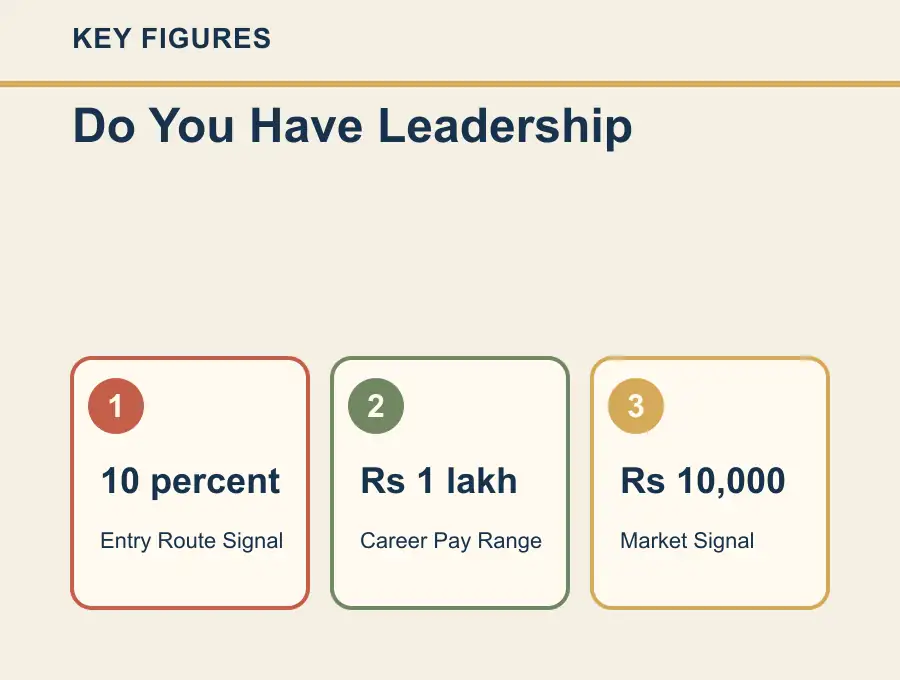 KEY FIGURES
Do You Have Leadership
1
10 percent
Entry Route Signal
2
Rs 1 lakh
Career Pay Range
3
Rs 10,000
Market Signal